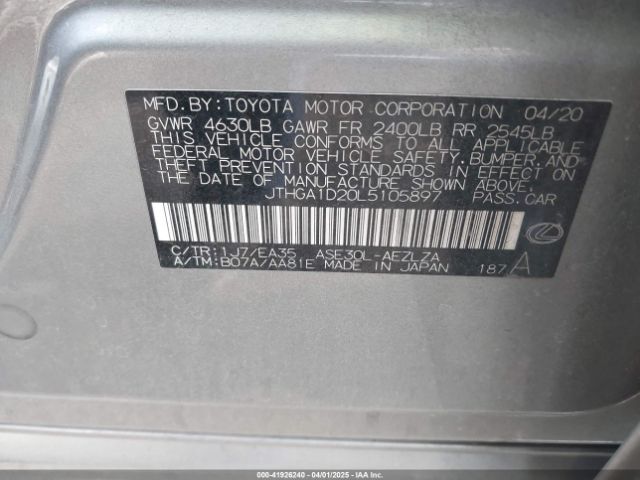 MFD. BY: TOYOTA MOTOR CORPORATION 04/20
GVWR 4630LB GAWR FR 2400LB RR 2545LB
THIS VEHICLE CONFORMS TO ALL APPLICABLE
FEDERAL MOTOR VEHICLE SAFETY, BUMPER, AND
THEFT PREVENTION STANDARDS IN EFFECT ON
THE DATE OF MANUFACTURE SHOWN ABOVE.
JTHGA1D20L5105897 PASS.CAR
C/TR:1J7/EA35 ASE30L-AEZLZA
A/TM:B07A/AA81E MADE IN JAPAN 187 A
000-41926240 - 04/01/2025 - IAAI.com